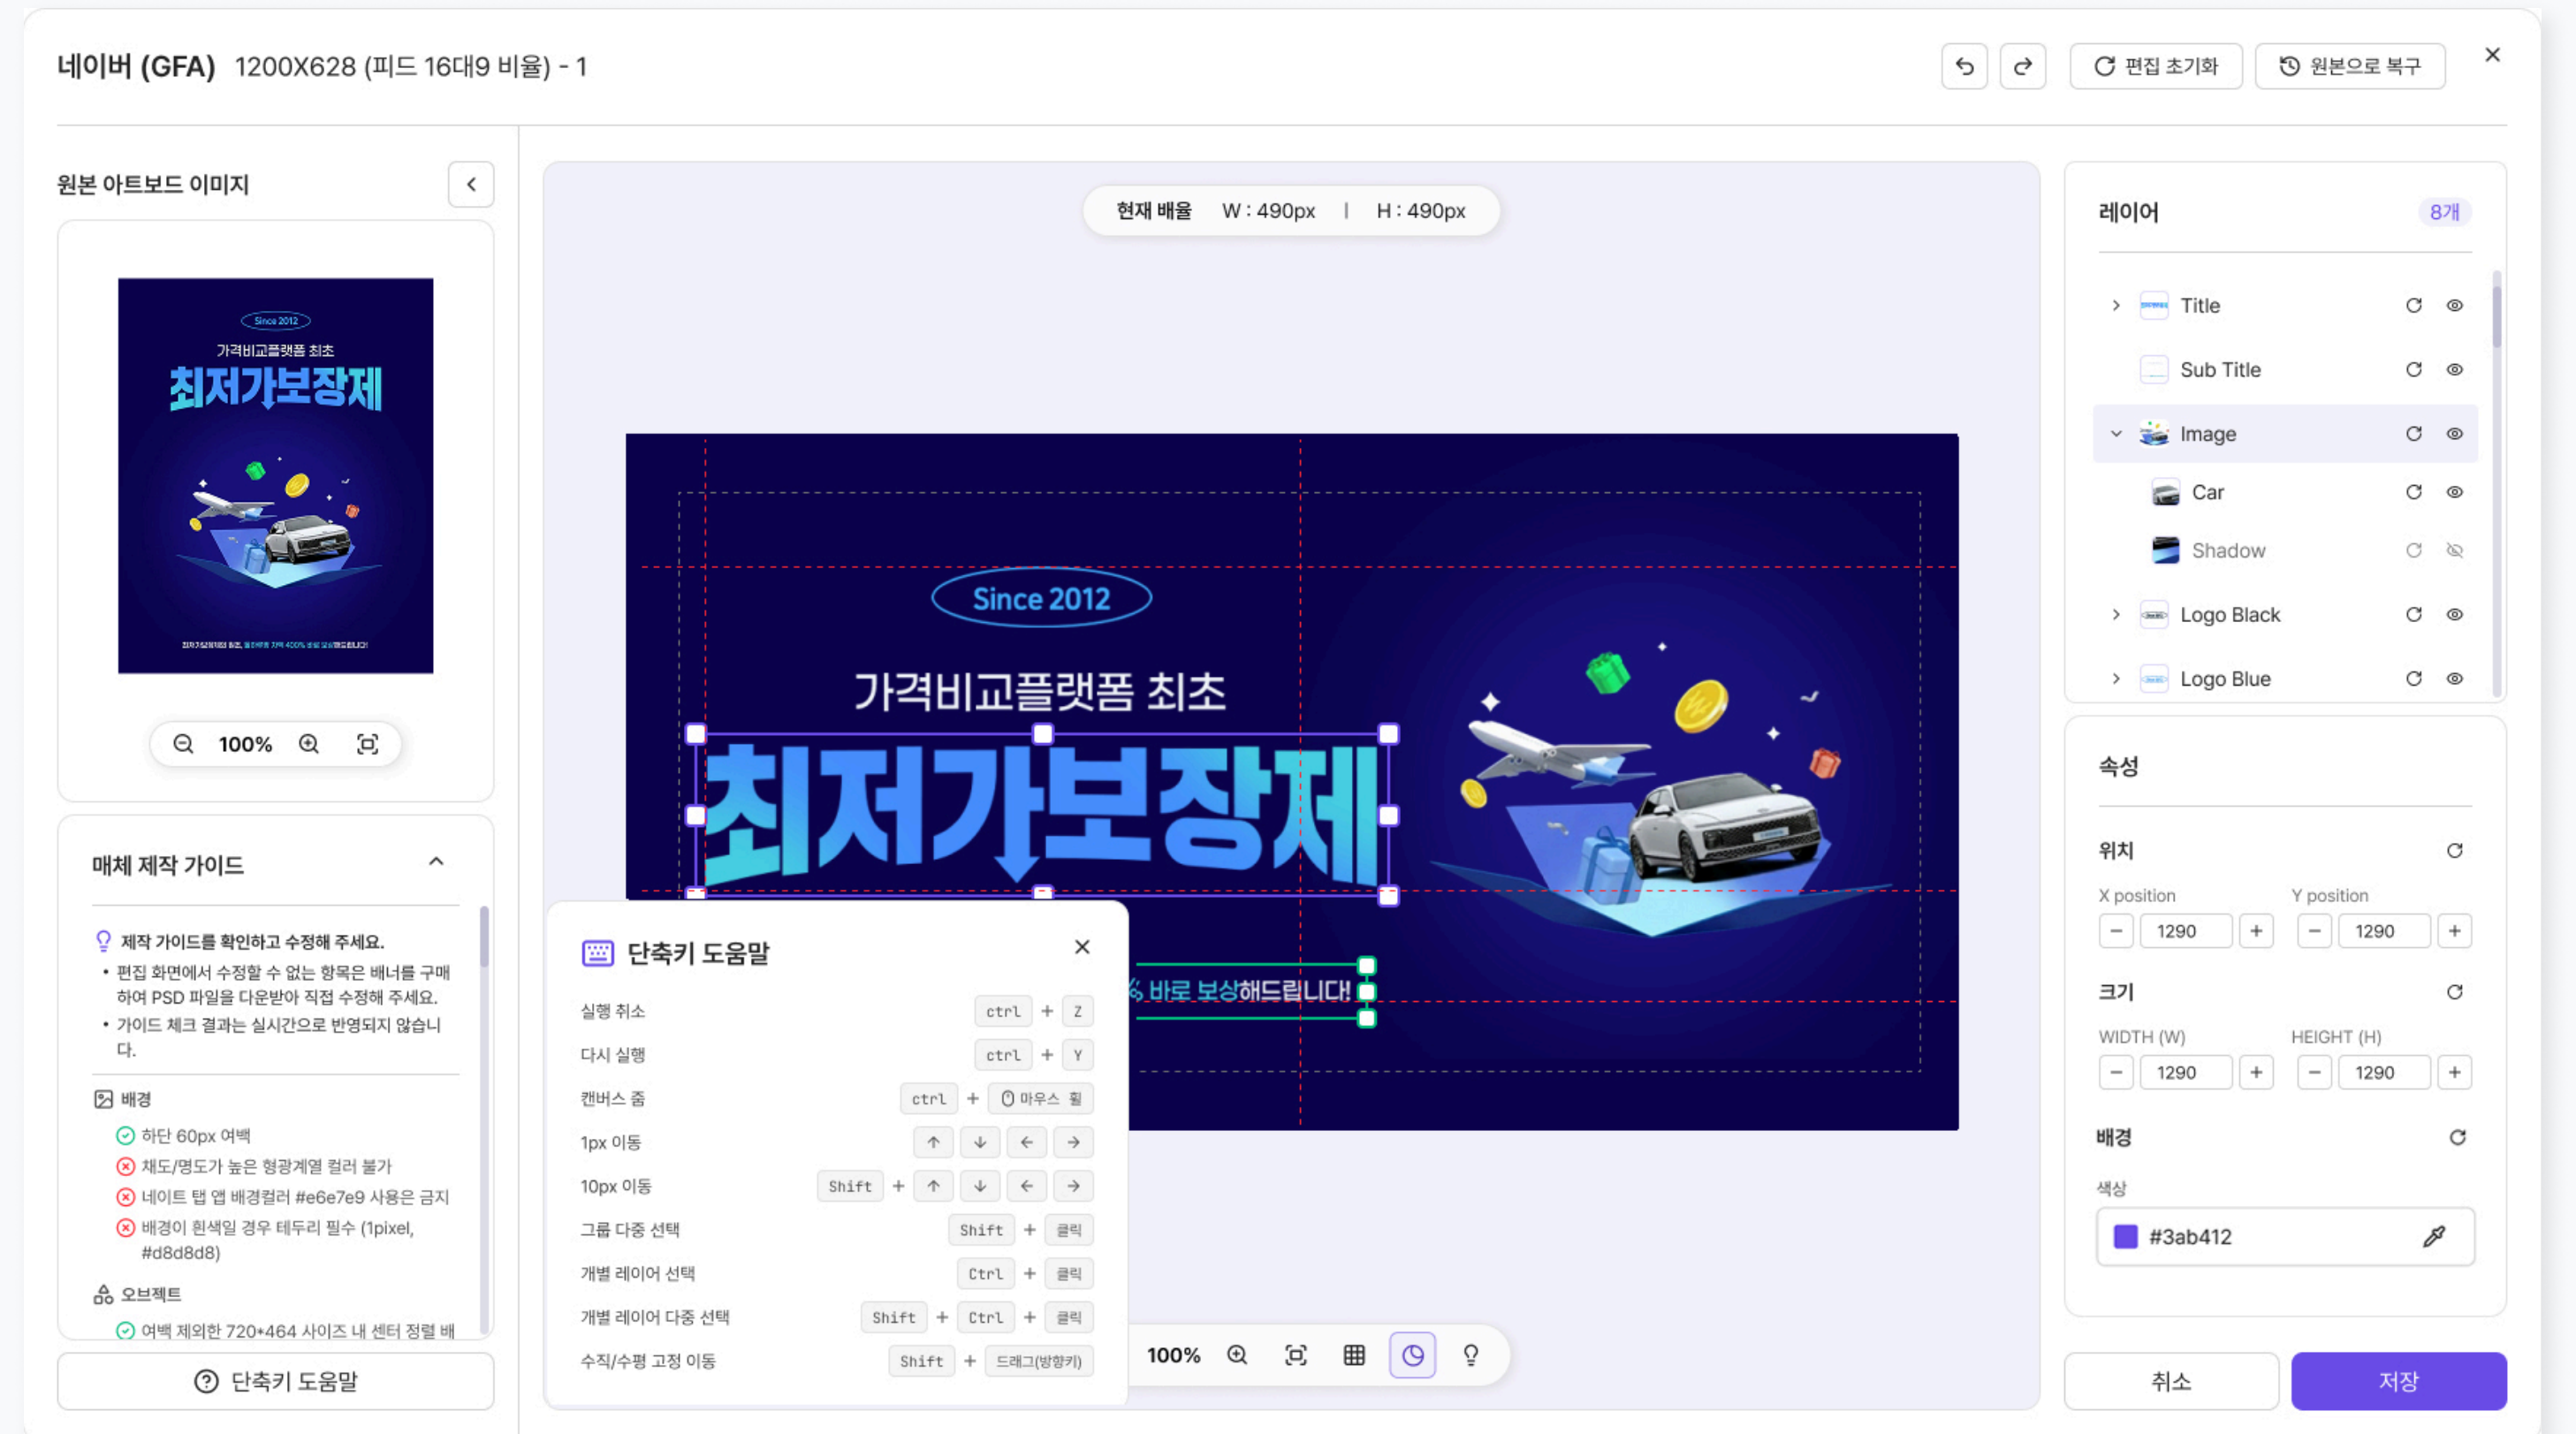 네이버 (GFA) 1200X628 (피드 16대9 비율) - 1
편집 초기화
원본으로 복구
원본 아트보드 이미지
Since 2012
가격비교플랫폼 최초
최저가보장제
100%
매체 제작 가이드
제작 가이드를 확인하고 수정해 주세요.
• 편집 화면에서 수정할 수 없는 항목은 배너를 구매
하여 PSD 파일을 다운받아 직접 수정해 주세요.
• 가이드 체크 결과는 실시간으로 반영되지 않습니
다.
배경
하단 60px 여백
채도/명도가 높은 형광계열 컬러 불가
네이트 탭 앱 배경컬러 #e6e7e9 사용은 금지
배경이 흰색일 경우 테두리 필수 (1pixel,
#d8d8d8)
오브젝트
여백 제외한 720*464 사이즈 내 센터 정렬 배
단축키 도움말
현재 배율 W : 490px | H : 490px
Since 2012
가격비교플랫폼 최초
최저가보장제
% 바로 보상해드립니다!
단축키 도움말
실행 취소 ctrl + Z
다시 실행 ctrl + Y
캔버스 줌 ctrl + 마우스 휠
1px 이동 ↑ ↓ ← →
10px 이동 Shift + ↑ ↓ ← →
그룹 다중 선택 Shift + 클릭
개별 레이어 선택 Ctrl + 클릭
개별 레이어 다중 선택 Shift + Ctrl + 클릭
수직/수평 고정 이동 Shift + 드래그(방향키)
100%
레이어 8개
Title
Sub Title
Image
Car
Shadow
Logo Black
Logo Blue
속성
위치
X position Y position
− 1290 + − 1290 +
크기
WIDTH (W) HEIGHT (H)
− 1290 + − 1290 +
배경
색상
#3ab412
취소
저장